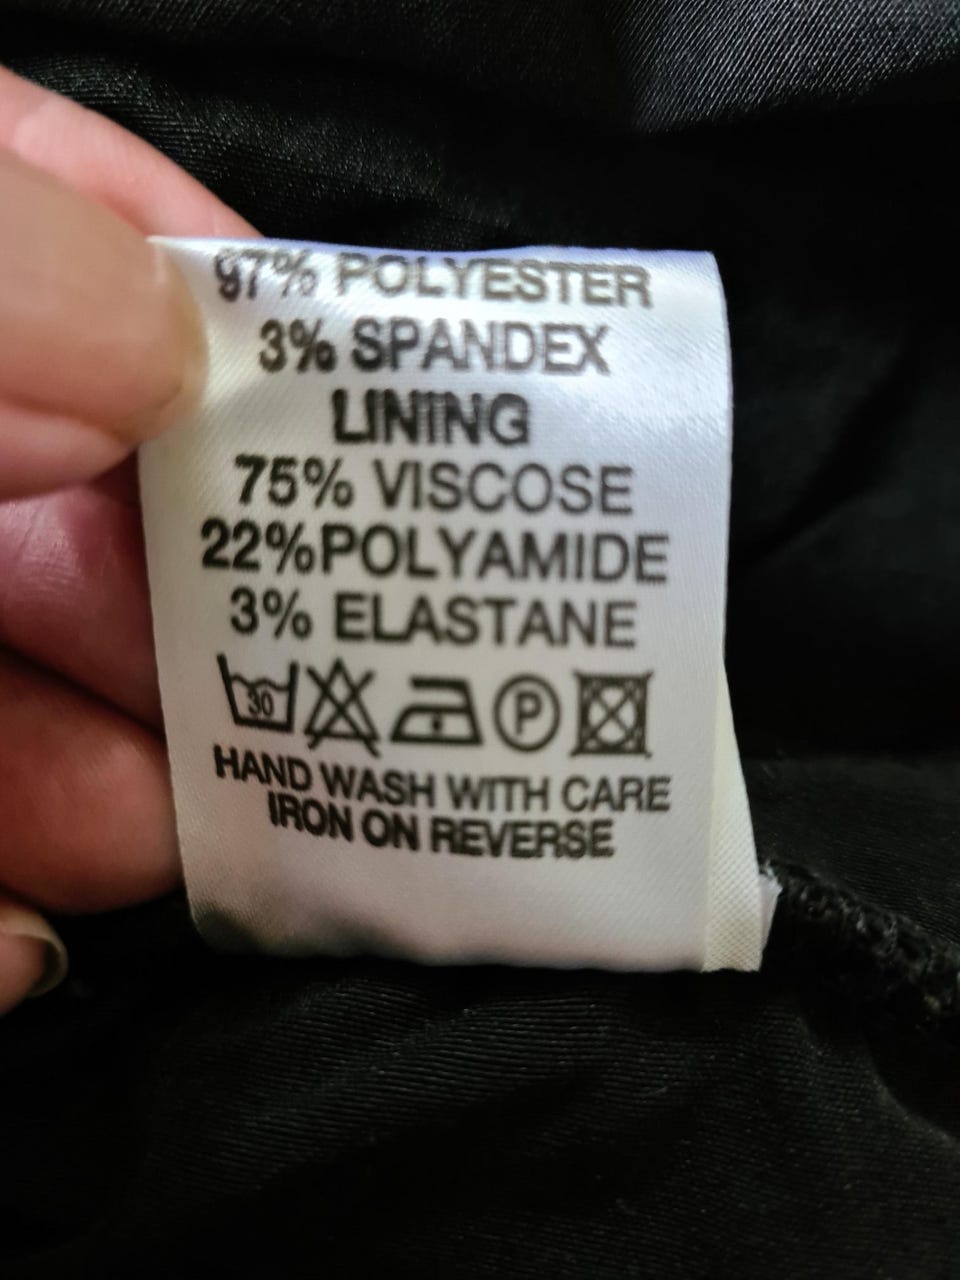 97% POLYESTER
3% SPANDEX
LINING
75% VISCOSE
22%POLYAMIDE
3% ELASTANE
30 P
HAND WASH WITH CARE
IRON ON REVERSE